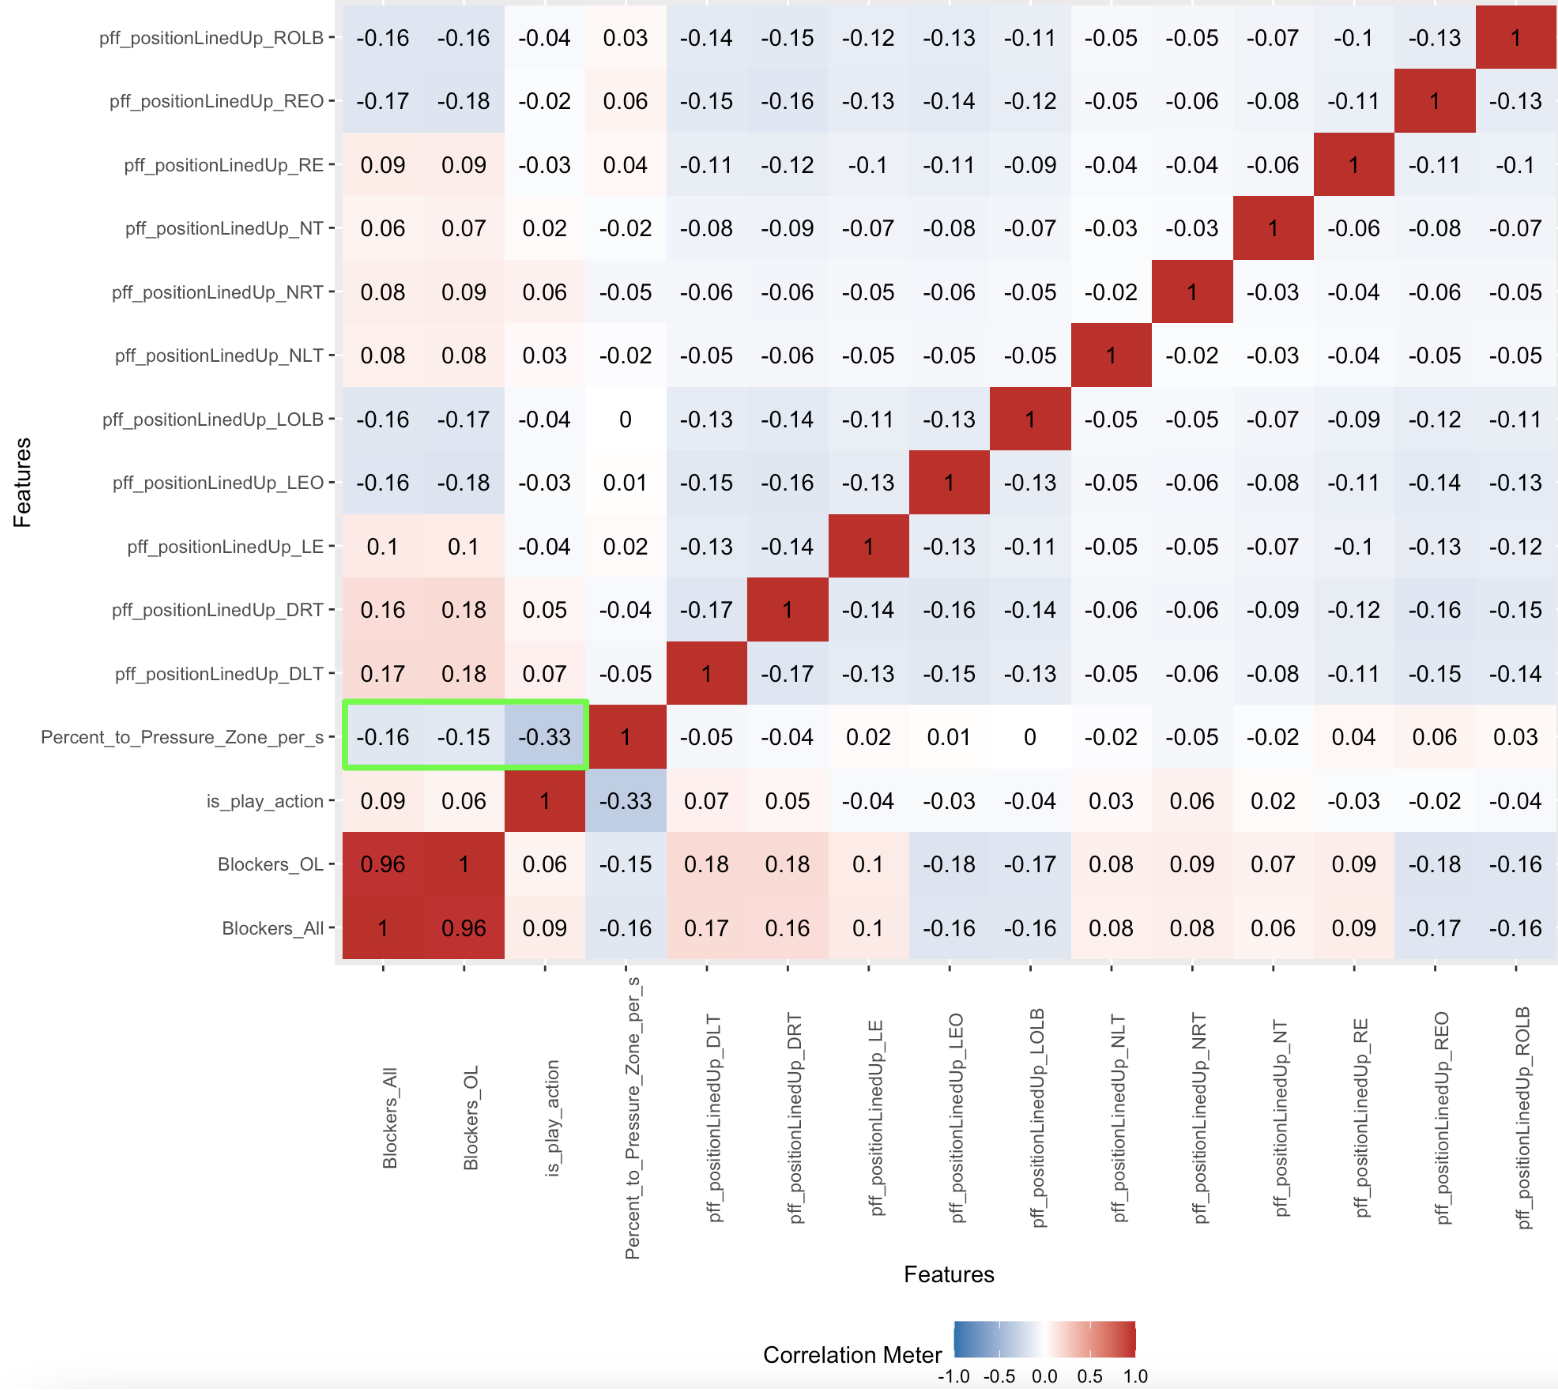 pff_positionLinedUp_ROLB -0.16 -0.16 -0.04 0.03 -0.14 -0.15 -0.12 -0.13 -0.11 -0.05 -0.05 -0.07 -0.1 -0.13 1
pff_positionLinedUp_REO -0.17 -0.18 -0.02 0.06 -0.15 -0.16 -0.13 -0.14 -0.12 -0.05 -0.06 -0.08 -0.11 1 -0.13
pff_positionLinedUp_RE 0.09 0.09 -0.03 0.04 -0.11 -0.12 -0.1 -0.11 -0.09 -0.04 -0.04 -0.06 1 -0.11 -0.1
pff_positionLinedUp_NT 0.06 0.07 0.02 -0.02 -0.08 -0.09 -0.07 -0.08 -0.07 -0.03 -0.03 1 -0.06 -0.08 -0.07
pff_positionLinedUp_NRT 0.08 0.09 0.06 -0.05 -0.06 -0.06 -0.05 -0.06 -0.05 -0.02 1 -0.03 -0.04 -0.06 -0.05
pff_positionLinedUp_NLT 0.08 0.08 0.03 -0.02 -0.05 -0.06 -0.05 -0.05 -0.05 1 -0.02 -0.03 -0.04 -0.05 -0.05
pff_positionLinedUp_LOLB -0.16 -0.17 -0.04 0 -0.13 -0.14 -0.11 -0.13 1 -0.05 -0.05 -0.07 -0.09 -0.12 -0.11
pff_positionLinedUp_LEO -0.16 -0.18 -0.03 0.01 -0.15 -0.16 -0.13 1 -0.13 -0.05 -0.06 -0.08 -0.11 -0.14 -0.13
pff_positionLinedUp_LE 0.1 0.1 -0.04 0.02 -0.13 -0.14 1 -0.13 -0.11 -0.05 -0.05 -0.07 -0.1 -0.13 -0.12
pff_positionLinedUp_DRT 0.16 0.18 0.05 -0.04 -0.17 1 -0.14 -0.16 -0.14 -0.06 -0.06 -0.09 -0.12 -0.16 -0.15
pff_positionLinedUp_DLT 0.17 0.18 0.07 -0.05 1 -0.17 -0.13 -0.15 -0.13 -0.05 -0.06 -0.08 -0.11 -0.15 -0.14
Percent_to_Pressure_Zone_per_s -0.16 -0.15 -0.33 1 -0.05 -0.04 0.02 0.01 0 -0.02 -0.05 -0.02 0.04 0.06 0.03
is_play_action 0.09 0.06 1 -0.33 0.07 0.05 -0.04 -0.03 -0.04 0.03 0.06 0.02 -0.03 -0.02 -0.04
Blockers_OL 0.96 1 0.06 -0.15 0.18 0.18 0.1 -0.18 -0.17 0.08 0.09 0.07 0.09 -0.18 -0.16
Blockers_All 1 0.96 0.09 -0.16 0.17 0.16 0.1 -0.16 -0.16 0.08 0.08 0.06 0.09 -0.17 -0.16
Features
Blockers_All
Blockers_OL
is_play_action
Percent_to_Pressure_Zone_per_s
pff_positionLinedUp_DLT
pff_positionLinedUp_DRT
pff_positionLinedUp_LE
pff_positionLinedUp_LEO
pff_positionLinedUp_LOLB
pff_positionLinedUp_NLT
pff_positionLinedUp_NRT
pff_positionLinedUp_NT
pff_positionLinedUp_RE
pff_positionLinedUp_REO
pff_positionLinedUp_ROLB
Features
Correlation Meter
-1.0 -0.5 0.0 0.5 1.0